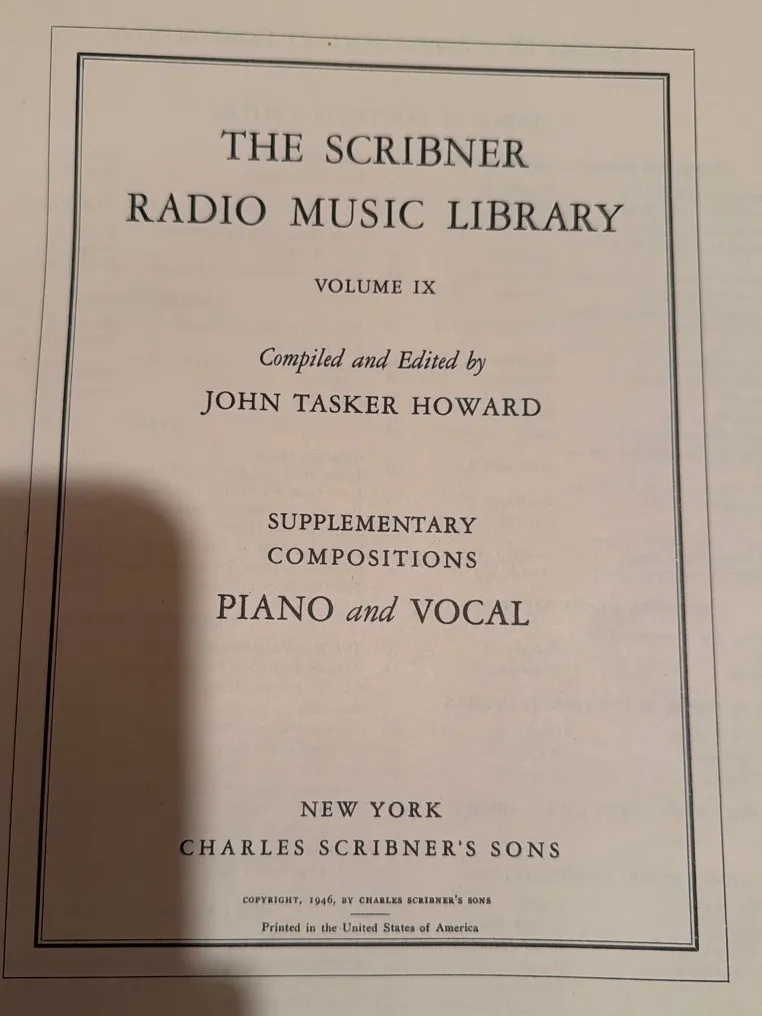 THE SCRIBNER
RADIO MUSIC LIBRARY
VOLUME IX
Compiled and Edited by
JOHN TASKER HOWARD
SUPPLEMENTARY
COMPOSITIONS
PIANO and VOCAL
NEW YORK
CHARLES SCRIBNER'S SONS
COPYRIGHT, 1946, BY CHARLES SCRIBNER'S SONS
Printed in the United States of America